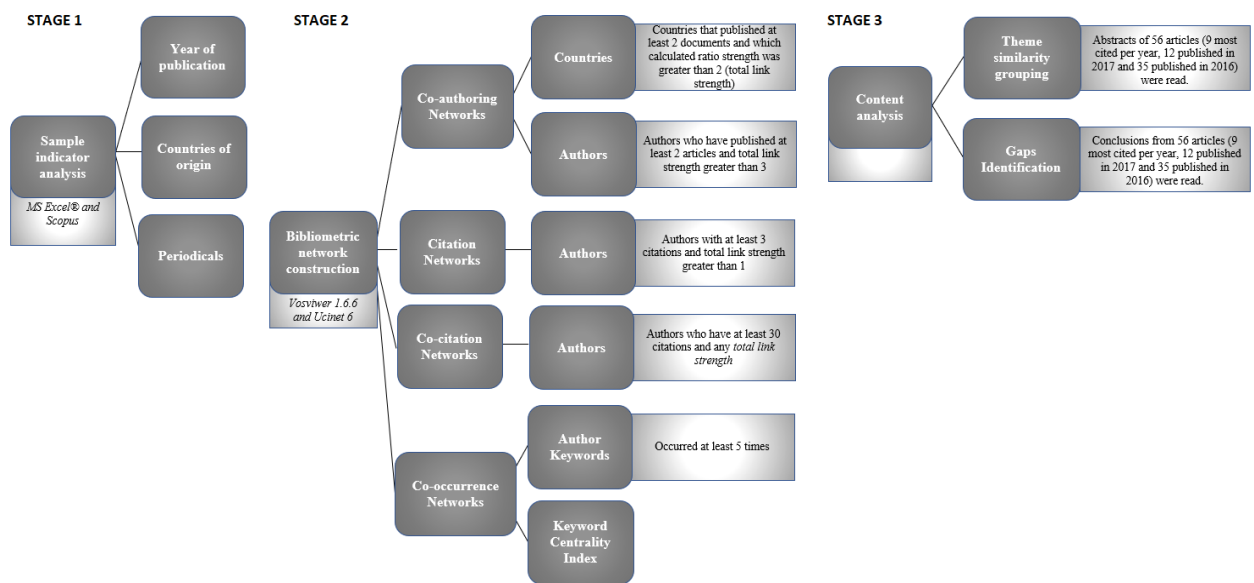 STAGE 1
Sample
indicator
analysis
MS Excel® and
Scopus
Year of
publication
Countries of
origin
Periodicals
STAGE 2
Bibliometric
network
construction
Vosviwer 1.6.6
and Ucinet 6
Co-authoring
Networks
Countries
Countries that published at
least 2 documents and which
calculated ratio strength was
greater than 2 (total link
strength)
Authors
Authors who have published at
least 2 articles and total link
strength greater than 3
Citation
Networks
Authors
Authors with at least 3
citations and total link strength
greater than 1
Co-citation
Networks
Authors
Authors who have at least 30
citations and any total link
strength
Co-occurrence
Networks
Author
Keywords
Occurred at least 5 times
Keyword
Centrality
Index
STAGE 3
Content
analysis
Theme
similarity
grouping
Abstracts of 56 articles (9 most
cited per year, 12 published in
2017 and 35 published in 2016)
were read.
Gaps
Identification
Conclusions from 56 articles (9
most cited per year, 12 published
in 2017 and 35 published in
2016) were read.